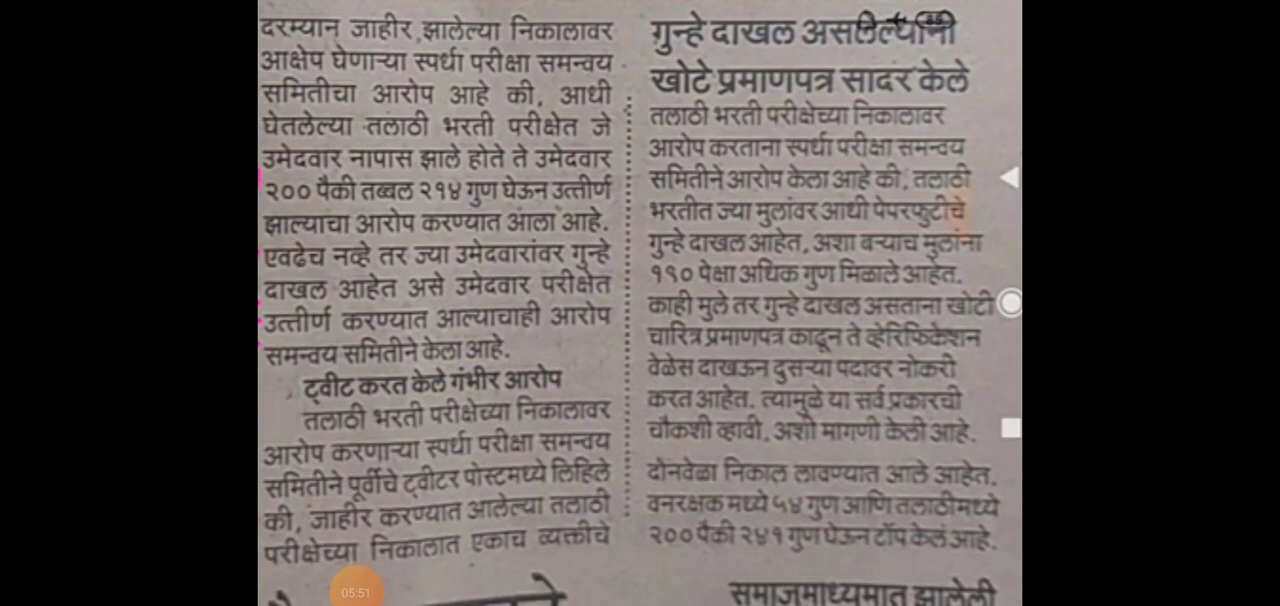 दरम्यान जाहीर झालेल्या निकालावर
आक्षेप घेणाऱ्या स्पर्धा परीक्षा समन्वय
समितीचा आरोप आहे की, आधी
घेतलेल्या तलाठी भरती परीक्षेत जे
उमेदवार नापास झाले होते ते उमेदवार
२०० पैकी तब्बल २१४ गुण घेऊन उत्तीर्ण
झाल्याचा आरोप करण्यात आला आहे.
एवढेच नव्हे तर ज्या उमेदवारांवर गुन्हे
दाखल आहेत असे उमेदवार परीक्षेत
उत्तीर्ण करण्यात आल्याचाही आरोप
समन्वय समितीने केला आहे.
ट्वीट करत केले गंभीर आरोप
तलाठी भरती परीक्षेच्या निकालावर
आरोप करणाऱ्या स्पर्धा परीक्षा समन्वय
समितीने पूर्वीचे ट्वीटर पोस्टमध्ये लिहिले
की, जाहीर करण्यात आलेल्या तलाठी
परीक्षेच्या निकालात एकाच व्यक्तीचे
गुन्हे दाखल असलेल्यांनी
खोटे प्रमाणपत्र सादर केले
तलाठी भरती परीक्षेच्या निकालावर
आरोप करताना स्पर्धा परीक्षा समन्वय
समितीने आरोप केला आहे की, तलाठी
भरतीत ज्या मुलांवर आधी पेपरफुटीचे
गुन्हे दाखल आहेत, अशा बऱ्याच मुलांना
१९० पेक्षा अधिक गुण मिळाले आहेत.
काही मुले तर गुन्हे दाखल असताना खोटी
चारित्र प्रमाणपत्र काढून ते व्हेरिफिकेशन
वेळेस दाखऊन दुसऱ्या पदावर नोकरी
करत आहेत. त्यामुळे या सर्व प्रकारची
चौकशी व्हावी, अशी मागणी केली आहे.
दोनवेळा निकाल लावण्यात आले आहेत.
वनरक्षक मध्ये ५४ गुण आणि तलाठीमध्ये
२०० पैकी २४१ गुण घेऊन टॉप केलं आहे.
समाजमाध्यमात झालेली
05:51